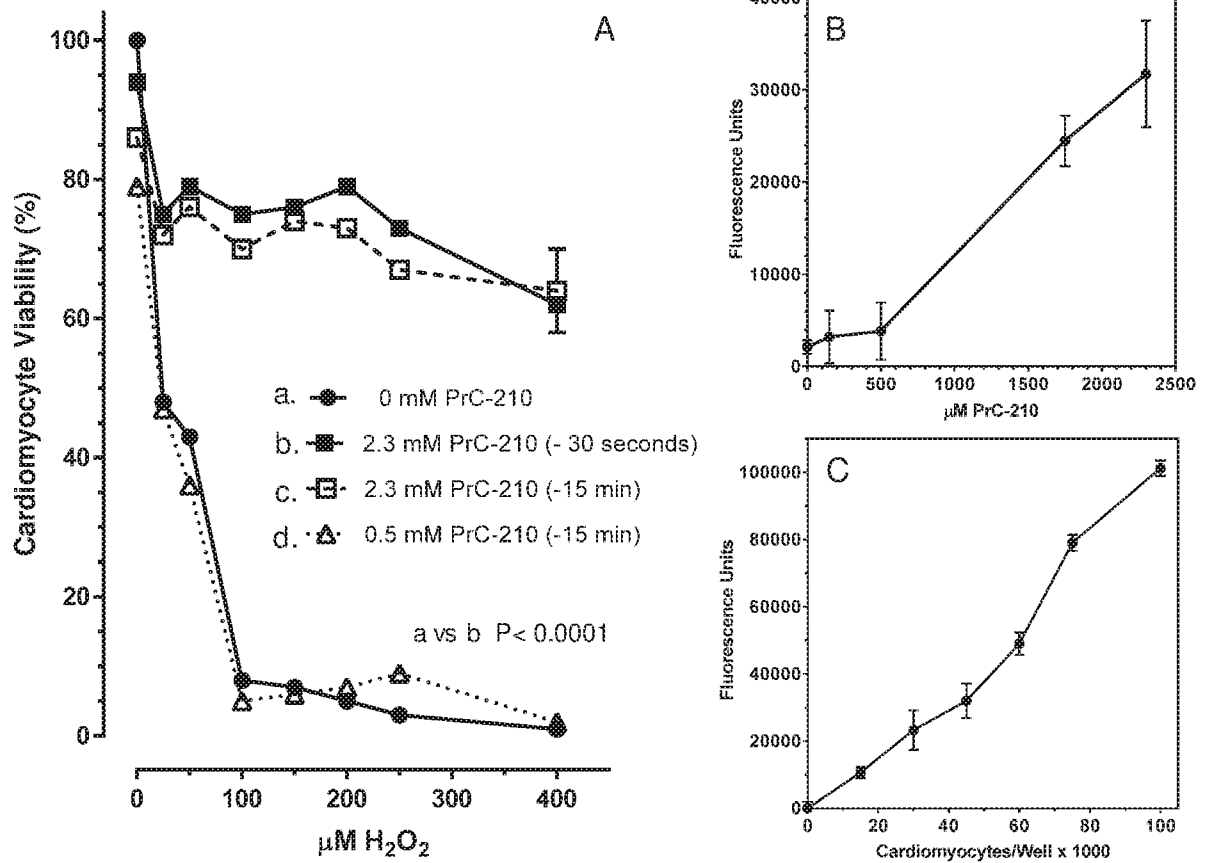 A
100
80
60
40
20
0
Cardiomyocyte Viability (%)
a. 0 mM PrC-210
b. 2.3 mM PrC-210 (- 30 seconds)
c. 2.3 mM PrC-210 (-15 min)
d. 0.5 mM PrC-210 (-15 min)
a vs b P< 0.0001
0 100 200 300 400
μM H₂O₂
B
30000
20000
10000
0
Fluorescence Units
0 500 1000 1500 2000 2500
μM PrC-210
C
100000
80000
60000
40000
20000
0
Fluorescence Units
0 20 40 60 80 100
Cardiomyocytes/Well x 1000